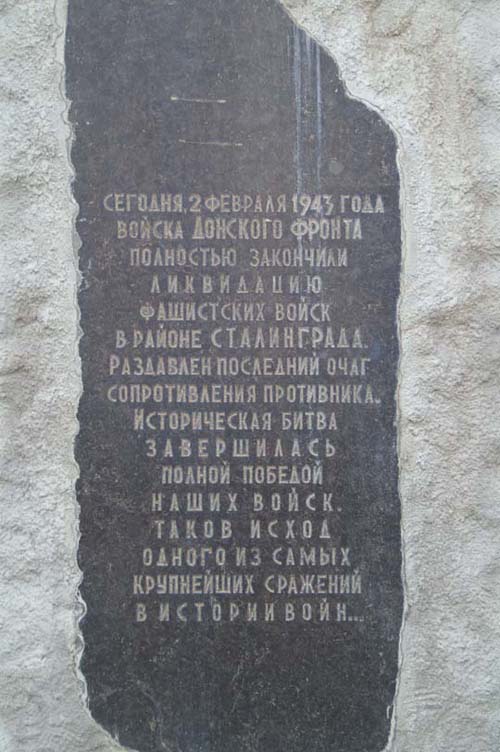 СЕГОДНЯ, 2 ФЕВРАЛЯ 1943 ГОДА
ВОЙСКА ДОНСКОГО ФРОНТА
ПОЛНОСТЬЮ ЗАКОНЧИЛИ
ЛИКВИДАЦИЮ
ФАШИСТСКИХ ВОЙСК
В РАЙОНЕ СТАЛИНГРАДА.
РАЗДАВЛЕН ПОСЛЕДНИЙ ОЧАГ
СОПРОТИВЛЕНИЯ ПРОТИВНИКА.
ИСТОРИЧЕСКАЯ БИТВА
ЗАВЕРШИЛАСЬ
ПОЛНОЙ ПОБЕДОЙ
НАШИХ ВОЙСК.
ТАКОВ ИСХОД
ОДНОГО ИЗ САМЫХ
КРУПНЕЙШИХ СРАЖЕНИЙ
В ИСТОРИИ ВОЙН...